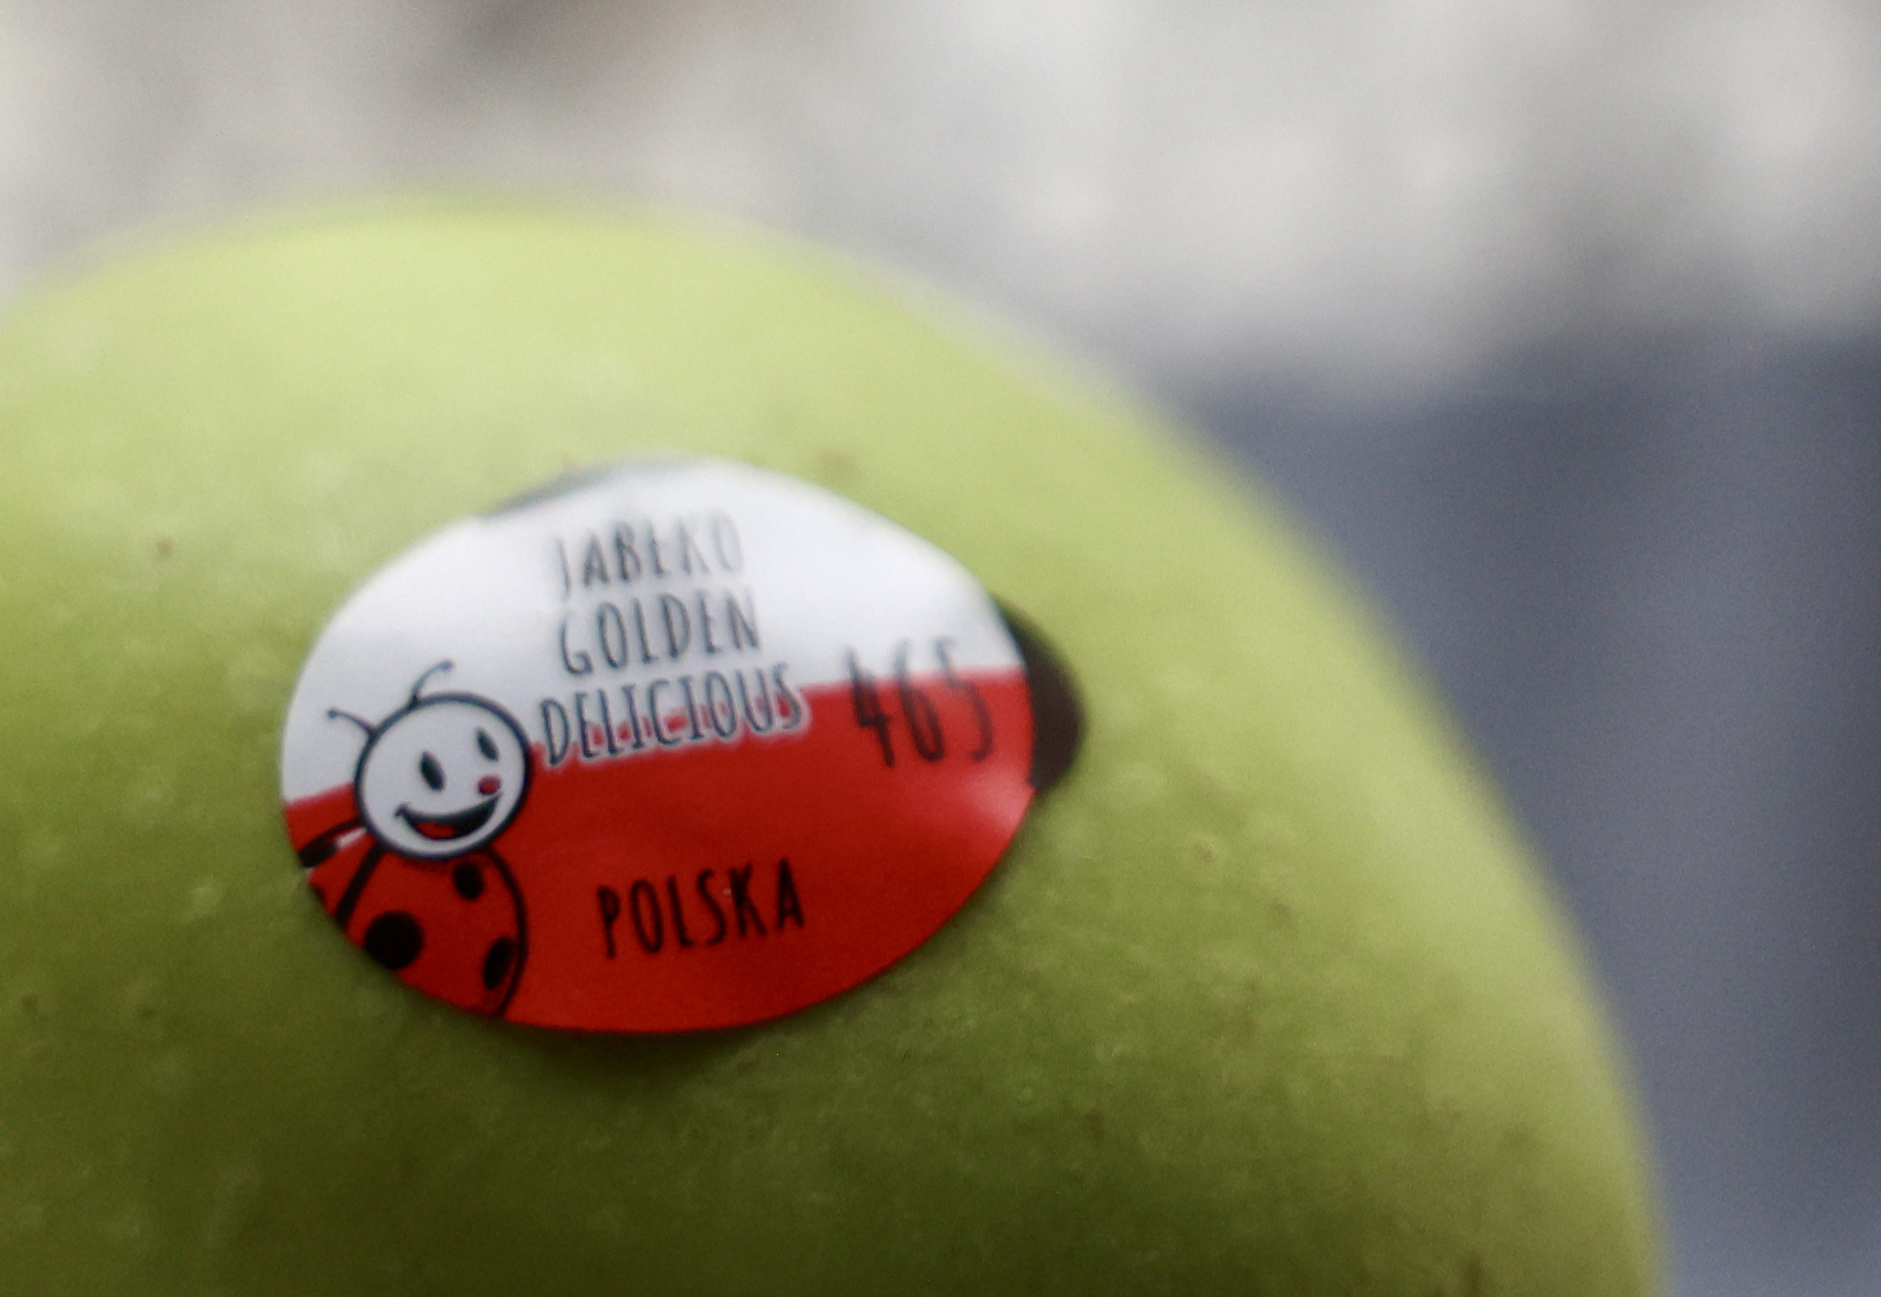 JABŁKO
GOLDEN
DELICIOUS
465
POLSKA